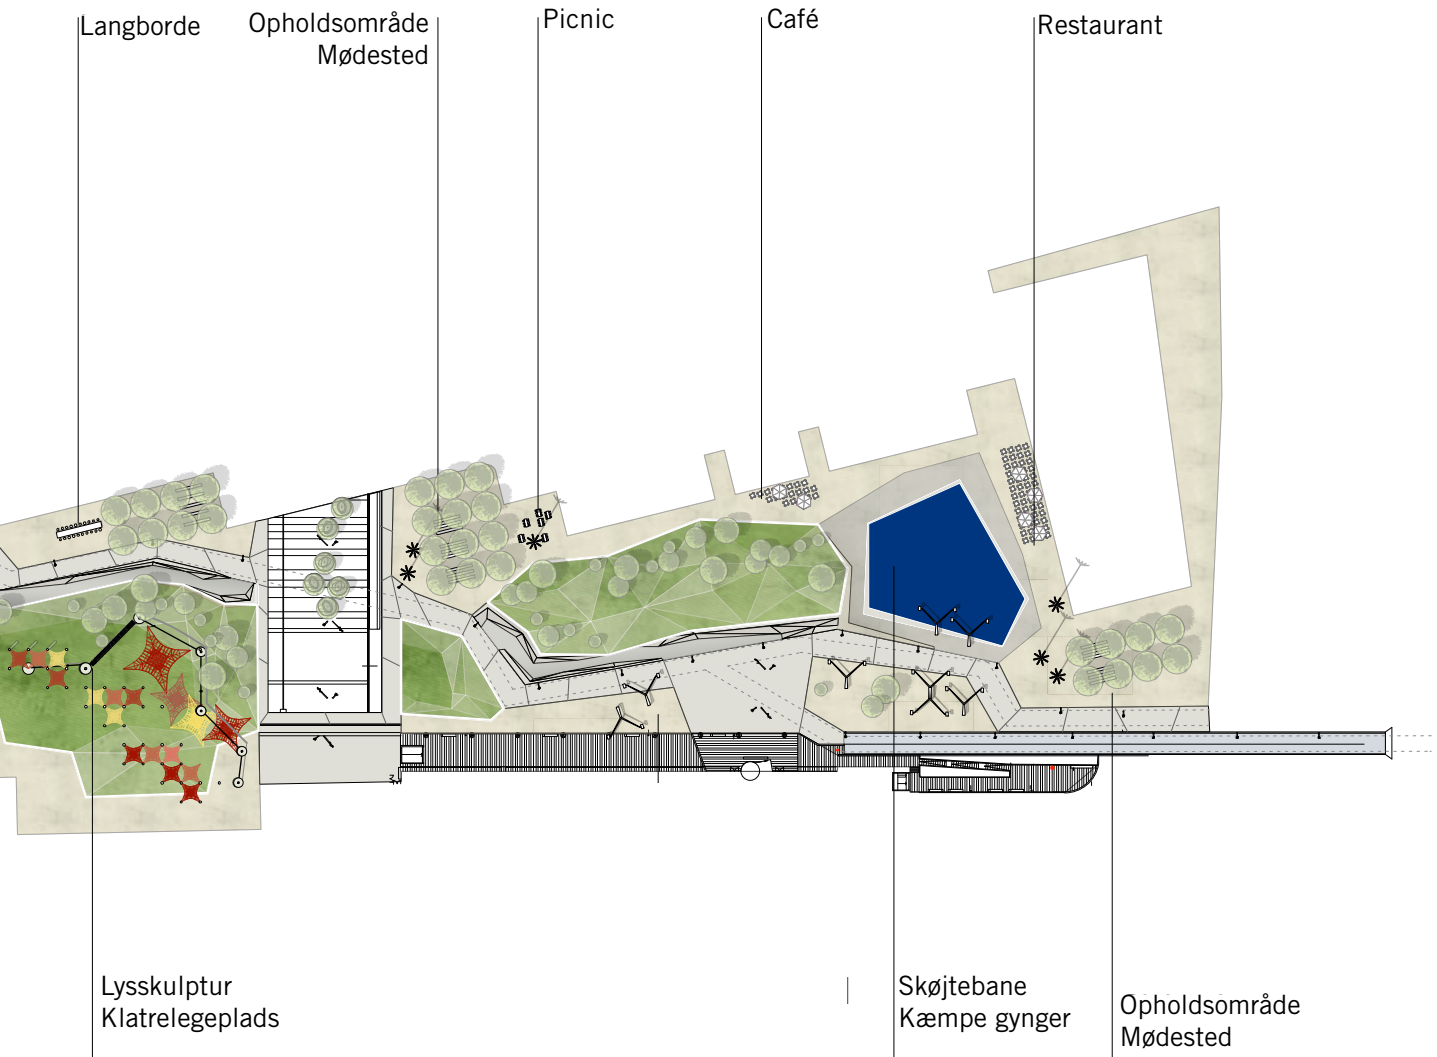 Langborde
Opholdsområde
Mødested
Picnic
Café
Restaurant
Lysskulptur
Klatrelegeplads
Skøjtebane
Kæmpe gynger
Opholdsområde
Mødested